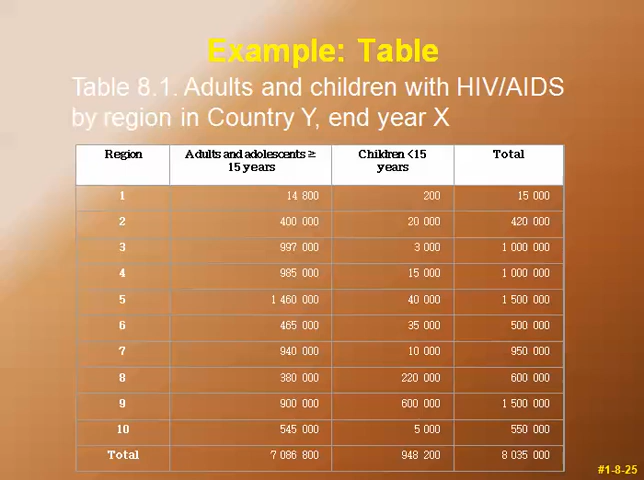 Example: Table
Table 8.1. Adults and children with HIV/AIDS
by region in Country Y, end year X
Region Adults and adolescents ≥ 15 years Children <15 years Total
1 14 800 200 15 000
2 400 000 20 000 420 000
3 997 000 3 000 1 000 000
4 985 000 15 000 1 000 000
5 1 460 000 40 000 1 500 000
6 465 000 35 000 500 000
7 940 000 10 000 950 000
8 380 000 220 000 600 000
9 900 000 600 000 1 500 000
10 545 000 5 000 550 000
Total 7 086 800 948 200 8 035 000
#1-8-25